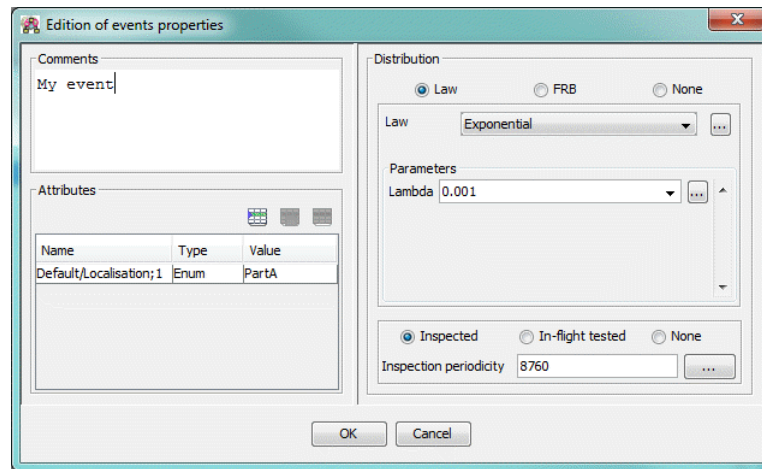 Edition of events properties
Comments
My event
Attributes
Name Type Value
Default/Localisation;1 Enum PartA
Distribution
Law FRB None
Law Exponential ...
Parameters
Lambda 0.001 ...
Inspected In-flight tested None
Inspection periodicity 8760 ...
OK Cancel